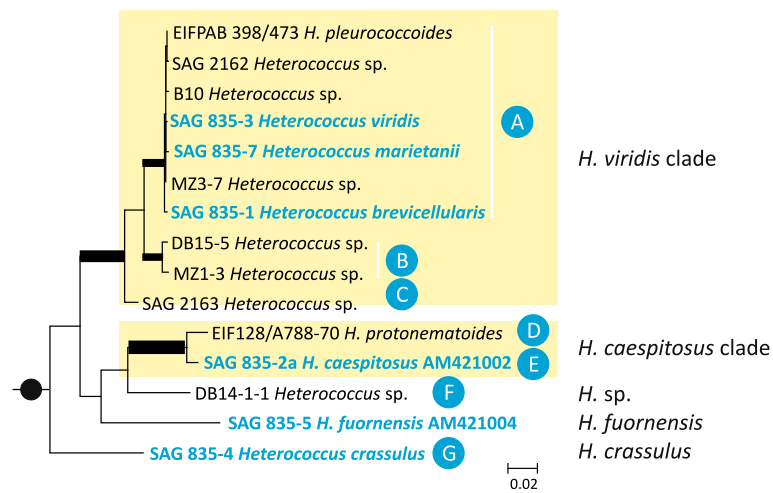 EIFPAB 398/473 H. pleurococcoides
SAG 2162 Heterococcus sp.
B10 Heterococcus sp.
SAG 835-3 Heterococcus viridis
A
SAG 835-7 Heterococcus marietanii
H. viridis clade
MZ3-7 Heterococcus sp.
SAG 835-1 Heterococcus brevicellularis
DB15-5 Heterococcus sp.
B
MZ1-3 Heterococcus sp.
C
SAG 2163 Heterococcus sp.
EIF128/A788-70 H. protonematoides
D
H. caespitosus clade
SAG 835-2a H. caespitosus AM421002
E
DB14-1-1 Heterococcus sp.
F
H. sp.
SAG 835-5 H. fuornensis AM421004
H. fuornensis
SAG 835-4 Heterococcus crassulus
G
H. crassulus
0.02